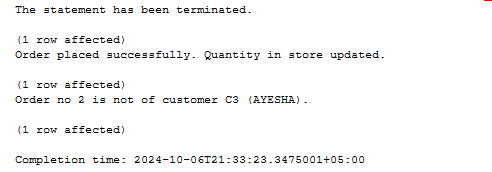 The statement has been terminated.
(1 row affected)
Order placed successfully. Quantity in store updated.
(1 row affected)
Order no 2 is not of customer C3 (AYESHA).
(1 row affected)
Completion time: 2024-10-06T21:33:23.3475001+05:00